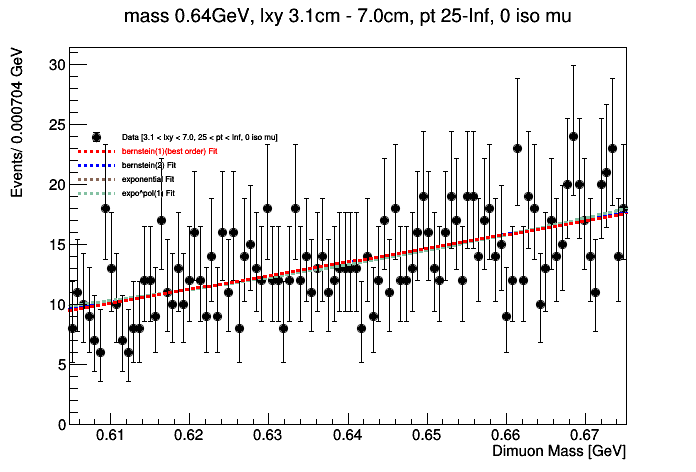 mass 0.64GeV, lxy 3.1cm - 7.0cm, pt 25-Inf, 0 iso mu
Events/ 0.000704 GeV
30
25
20
15
10
5
0
Data [3.1 < lxy < 7.0, 25 < pt < Inf, 0 iso mu]
bernstein(1)(best order) Fit
bernstein(2) Fit
exponential Fit
expo*pol(1) Fit
0.61 0.62 0.63 0.64 0.65 0.66 0.67
Dimuon Mass [GeV]